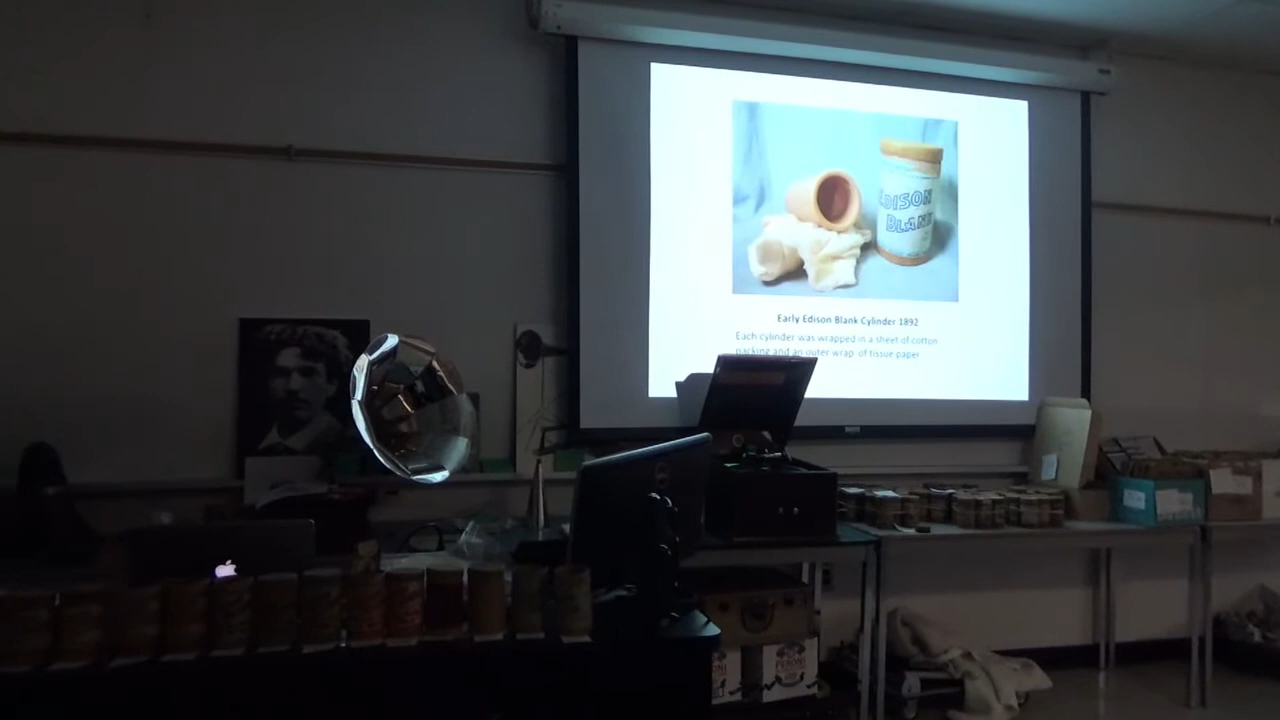 EDISON
BLANK
Early Edison Blank Cylinder 1892
Each cylinder was wrapped in a sheet of cotton
packing and an outer wrap of tissue paper
PERONI